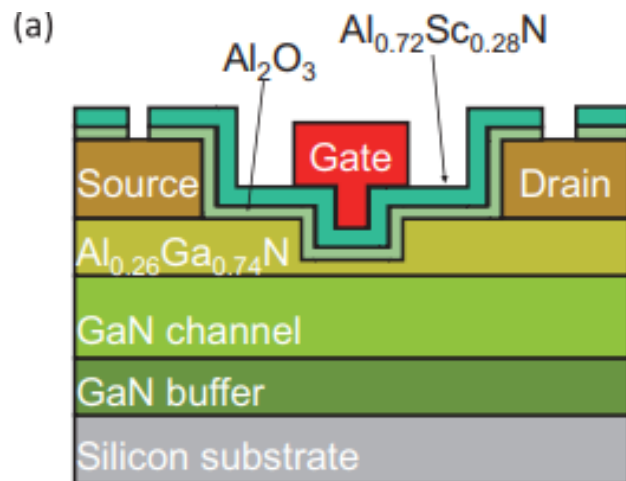 (a)
Al₂O₃
Al₀.₇₂Sc₀.₂₈N
Gate
Source
Drain
Al₀.₂₆Ga₀.₇₄N
GaN channel
GaN buffer
Silicon substrate